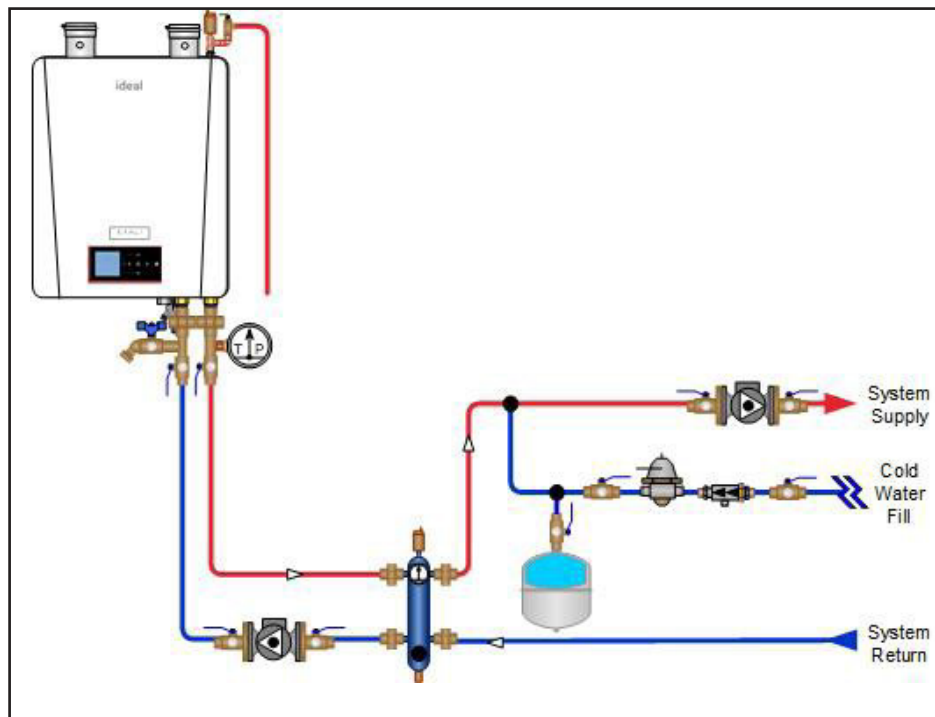 ideal
T P
System
Supply
Cold
Water
Fill
System
Return